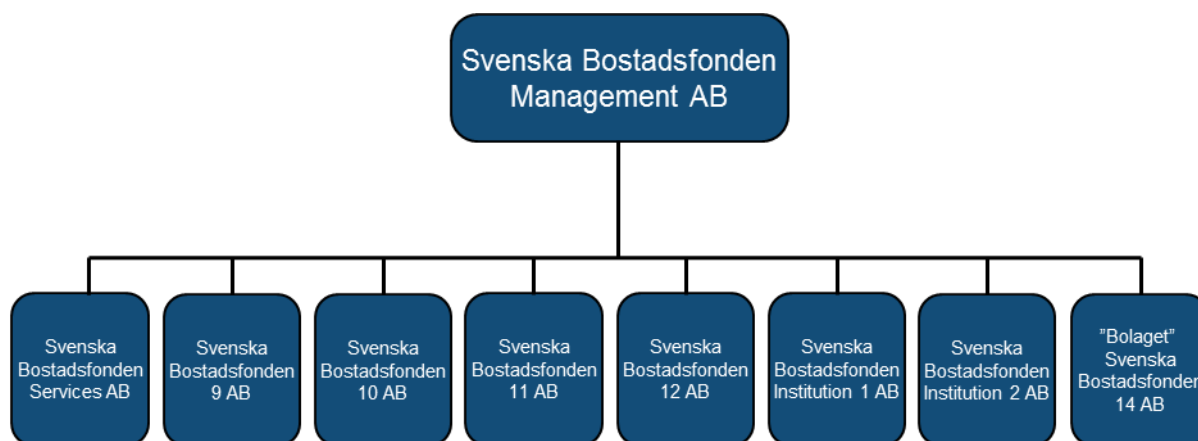 Svenska Bostadsfonden
Management AB
Svenska
Bostadsfonden
Services AB
Svenska
Bostadsfonden
9 AB
Svenska
Bostadsfonden
10 AB
Svenska
Bostadsfonden
11 AB
Svenska
Bostadsfonden
12 AB
Svenska
Bostadsfonden
Institution 1 AB
Svenska
Bostadsfonden
Institution 2 AB
”Bolaget”
Svenska
Bostadsfonden
14 AB